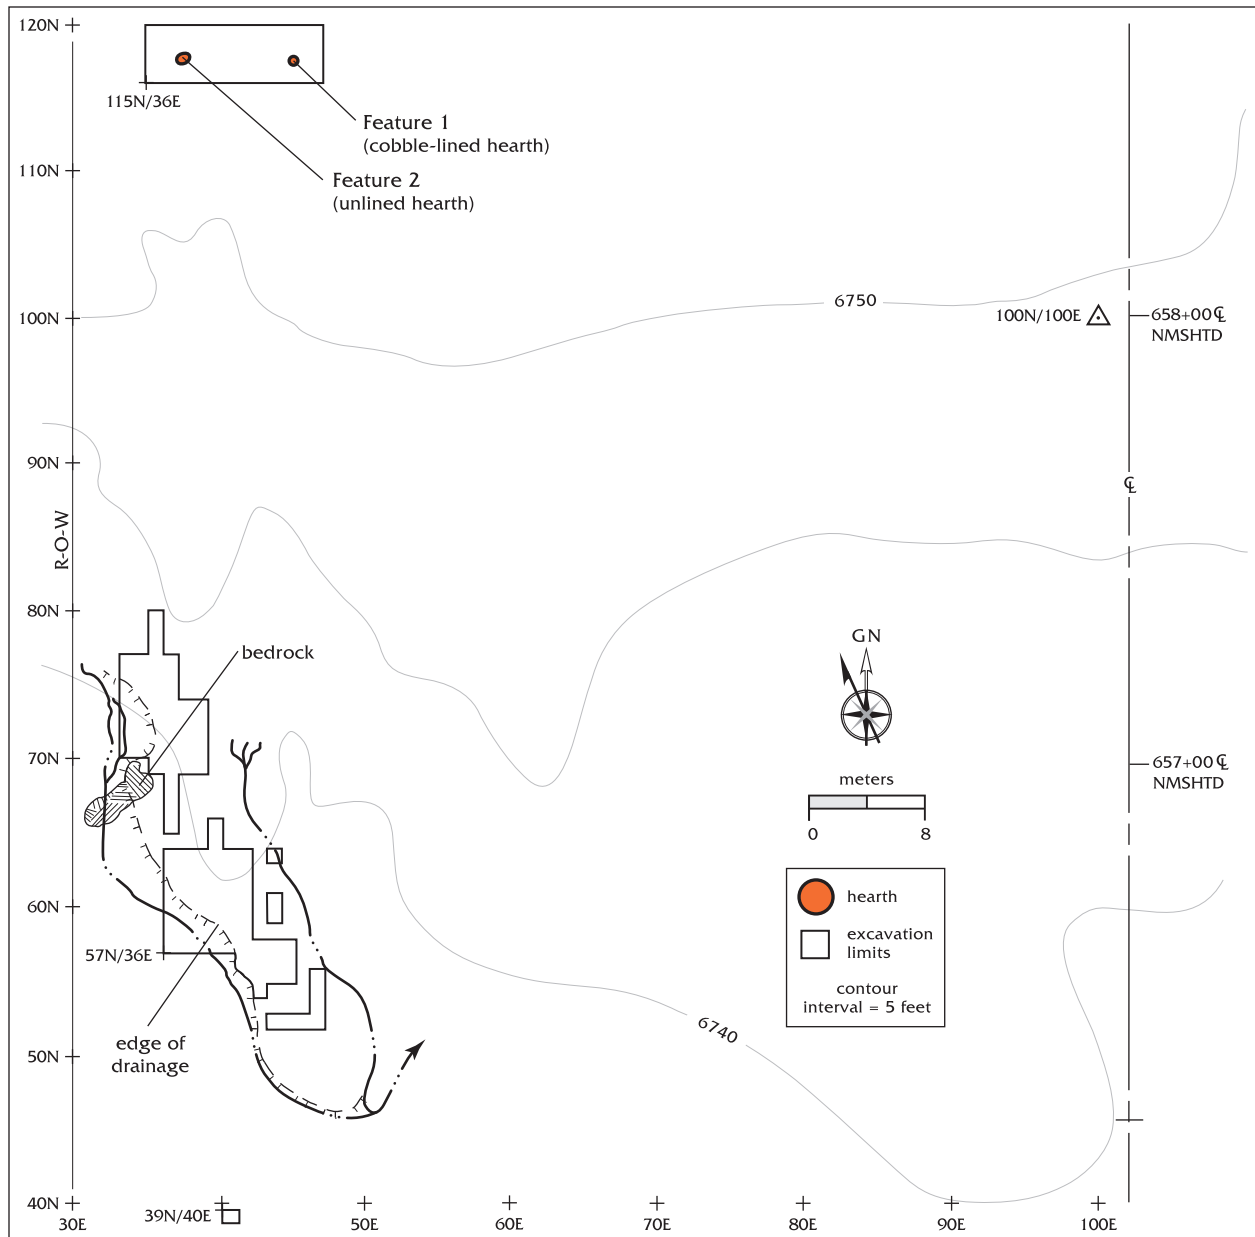 120N
115N/36E
Feature 1
(cobble-lined hearth)
110N
Feature 2
(unlined hearth)
6750
100N
100N/100E
658+00 ℄
NMSHTD
90N
℄
R-O-W
80N
GN
bedrock
70N
657+00 ℄
NMSHTD
meters
0 8
hearth
60N
excavation
limits
57N/36E
contour
interval = 5 feet
6740
edge of
drainage
50N
40N
39N/40E
30E 50E 60E 70E 80E 90E 100E